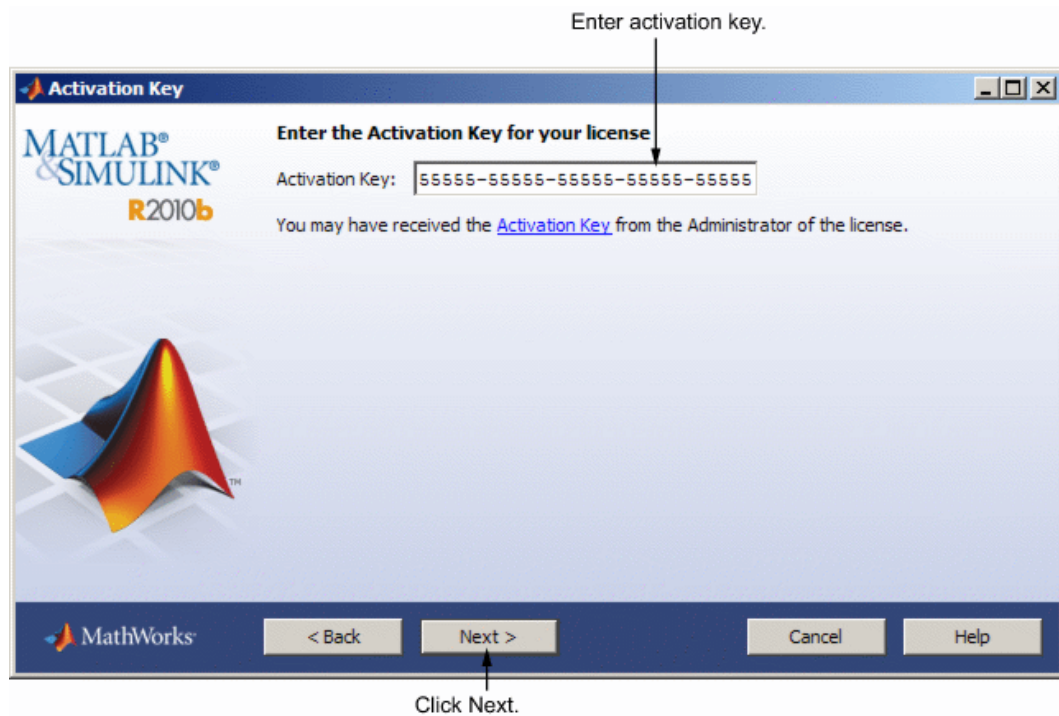 Enter activation key.
Activation Key
MATLAB®
&SIMULINK®
R2010b
Enter the Activation Key for your license
Activation Key: 55555-55555-55555-55555-55555
You may have received the Activation Key from the Administrator of the license.
TM
MathWorks
< Back
Next >
Cancel
Help
Click Next.